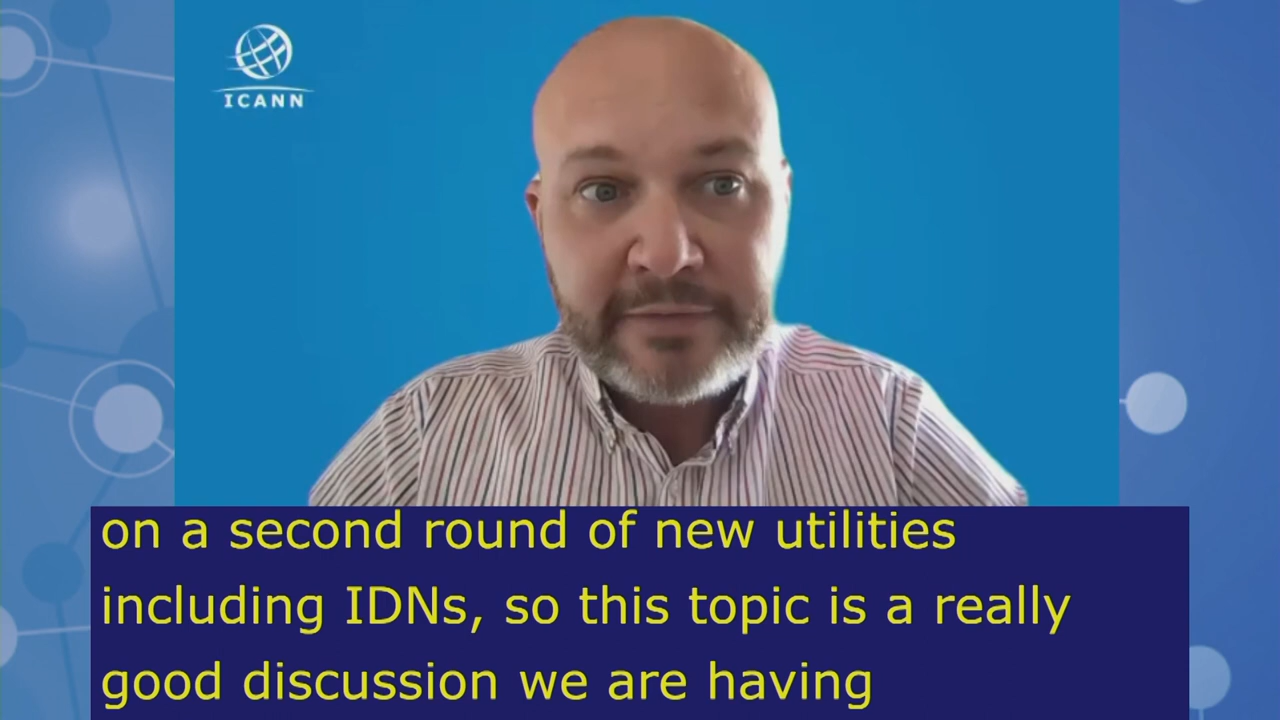 ICANN
on a second round of new utilities
including IDNs, so this topic is a really
good discussion we are having